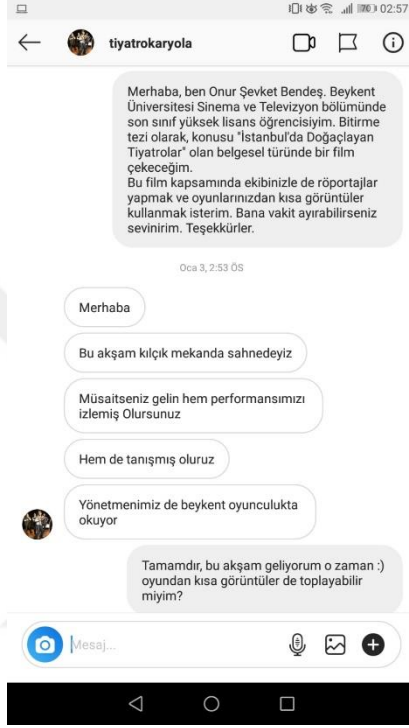 02:57
tiyatrokaryola
Merhaba, ben Onur Şevket Bendeş. Beykent
Üniversitesi Sinema ve Televizyon bölümünde
son sınıf yüksek lisans öğrencisiyim. Bitirme
tezi olarak, konusu "İstanbul'da Doğaçlayan
Tiyatrolar" olan belgesel türünde bir film
çekeceğim.
Bu film kapsamında ekibinizle de röportajlar
yapmak ve oyunlarınızdan kısa görüntüler
kullanmak isterim. Bana vakit ayırabilirseniz
sevinirim. Teşekkürler.
Oca 3, 2:53 ÖS
Merhaba
Bu akşam kılçık mekanda sahnedeyiz
Müsaitseniz gelin hem performansımızı
izlemiş Olursunuz
Hem de tanışmış oluruz
Yönetmenimiz de beykent oyunculukta
okuyor
Tamamdır, bu akşam geliyorum o zaman :)
oyundan kısa görüntüler de toplayabilir
miyim?
Mesaj...